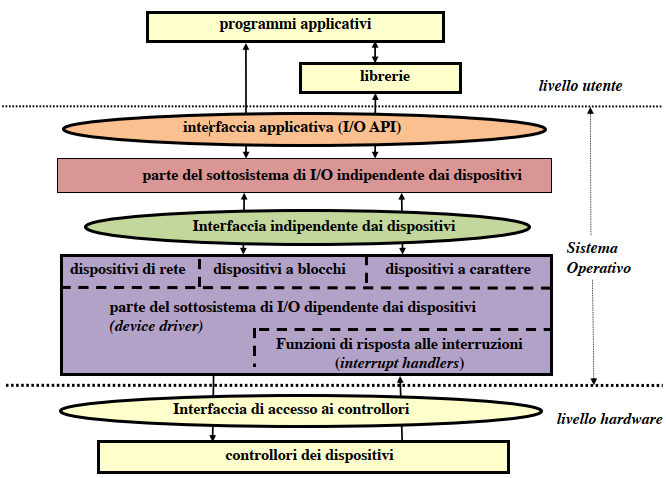 programmi applicativi
librerie
livello utente
interfaccia applicativa (I/O API)
parte del sottosistema di I/O indipendente dai dispositivi
Interfaccia indipendente dai dispositivi
Sistema
Operativo
dispositivi di rete
dispositivi a blocchi
dispositivi a carattere
parte del sottosistema di I/O dipendente dai dispositivi
(device driver)
Funzioni di risposta alle interruzioni
(interrupt handlers)
Interfaccia di accesso ai controllori
livello hardware
controllori dei dispositivi